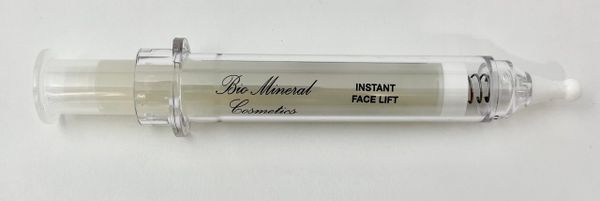 Bio Mineral
Cosmetics
INSTANT
FACE LIFT